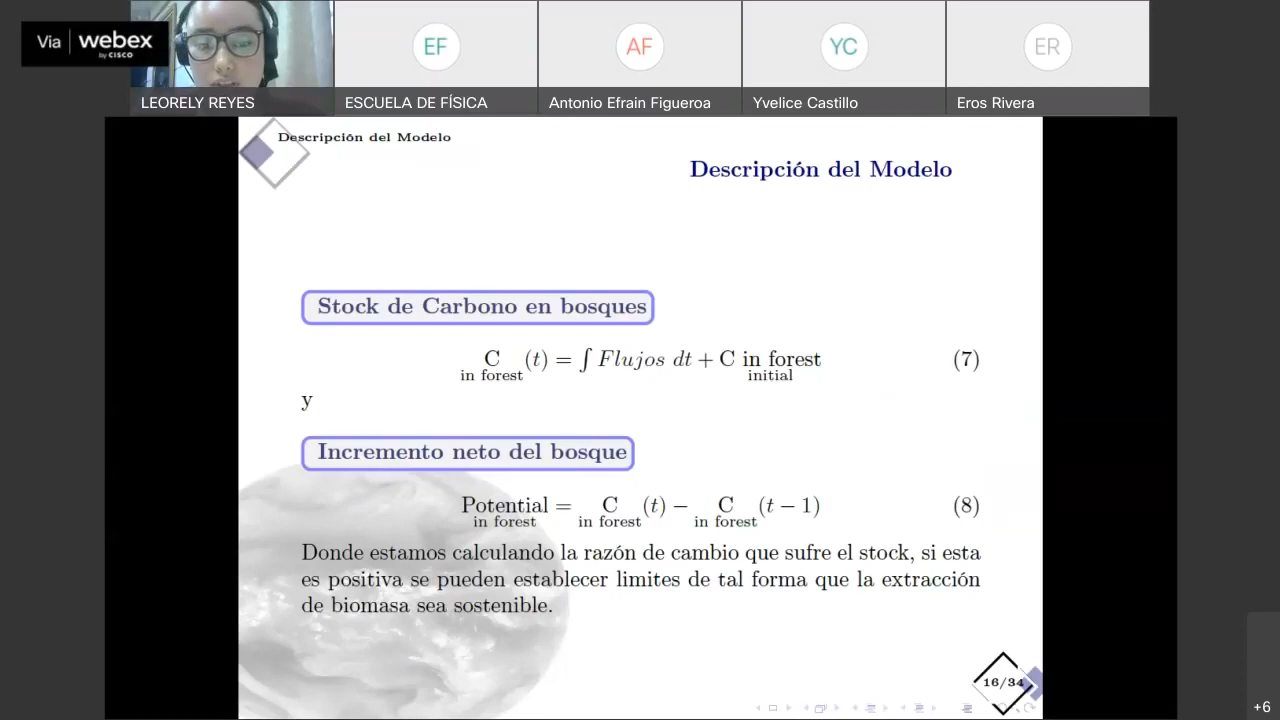 Via webex
by CISCO
EF
AF
YC
ER
LEORELY REYES
ESCUELA DE FÍSICA
Antonio Efrain Figueroa
Yvelice Castillo
Eros Rivera
Descripción del Modelo
Descripción del Modelo
Stock de Carbono en bosques
C (t) = ∫ Flujos dt + C in forest (7)
in forest initial
y
Incremento neto del bosque
Potential = C (t) − C (t − 1) (8)
in forest in forest in forest
Donde estamos calculando la razón de cambio que sufre el stock, si esta
es positiva se pueden establecer limites de tal forma que la extracción
de biomasa sea sostenible.
16/34
+6